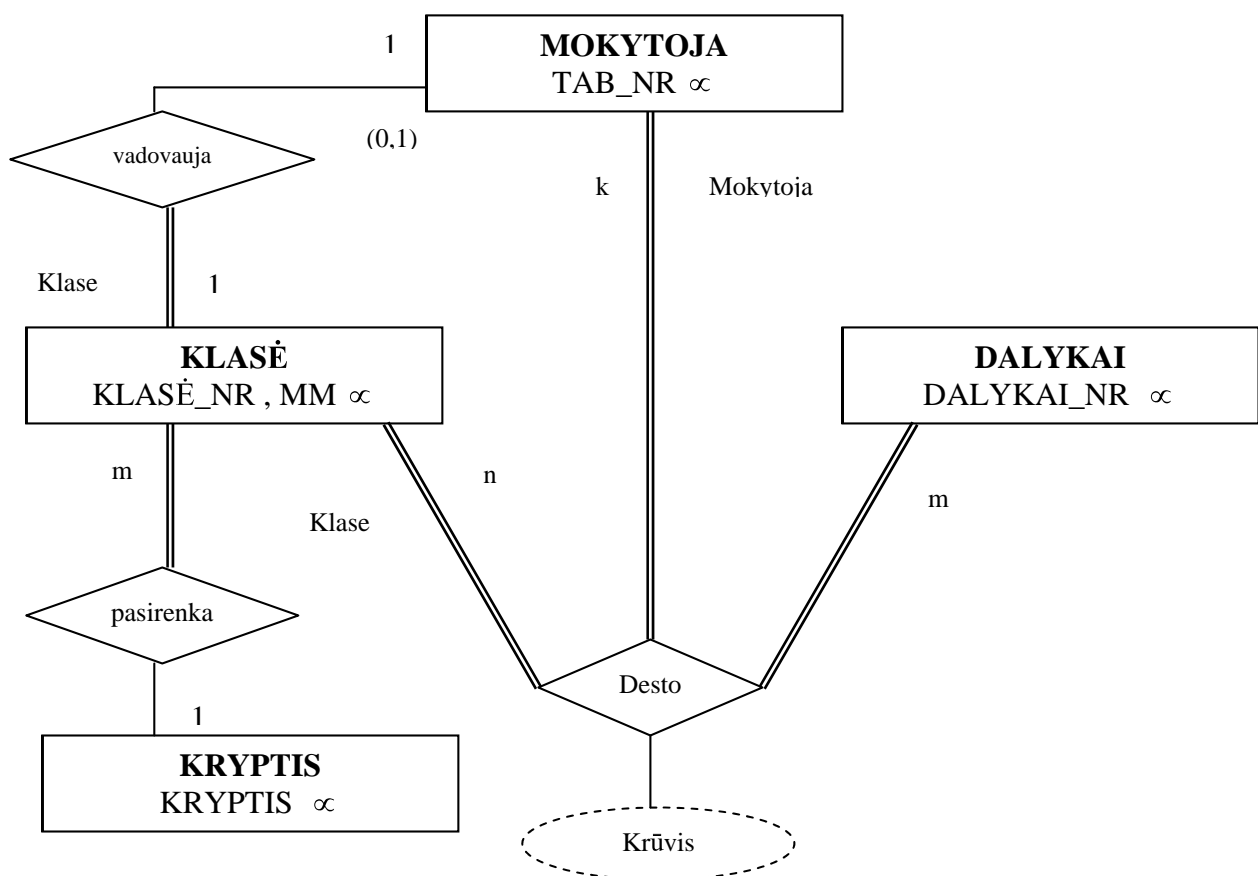 1
MOKYTOJA
TAB_NR ∝
(0,1)
vadovauja
k
Mokytoja
Klase
1
KLASĖ
KLASĖ_NR , MM ∝
DALYKAI
DALYKAI_NR ∝
m
n
m
Klase
pasirenka
Desto
1
KRYPTIS
KRYPTIS ∝
Krūvis